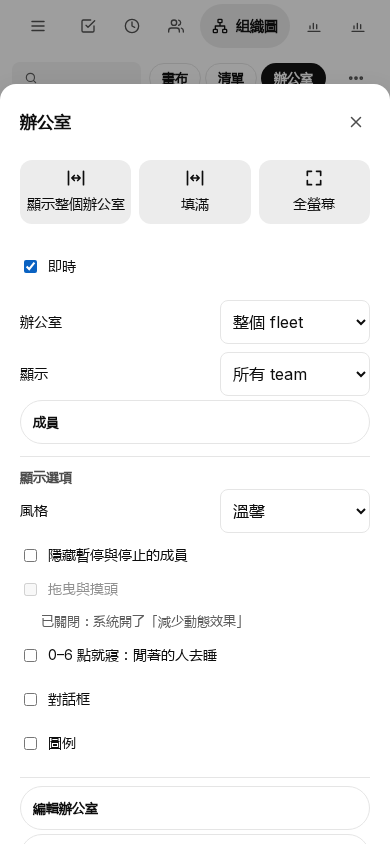 組織圖
畫布
清單
辦公室
辦公室
顯示整個辦公室
填滿
全螢幕
即時
辦公室
整個 fleet
顯示
所有 team
成員
顯示選項
風格
溫馨
隱藏暫停與停止的成員
拖曳與摸頭
已關閉：系統開了「減少動態效果」
0–6 點就寢：閒著的人去睡
對話框
圖例
編輯辦公室